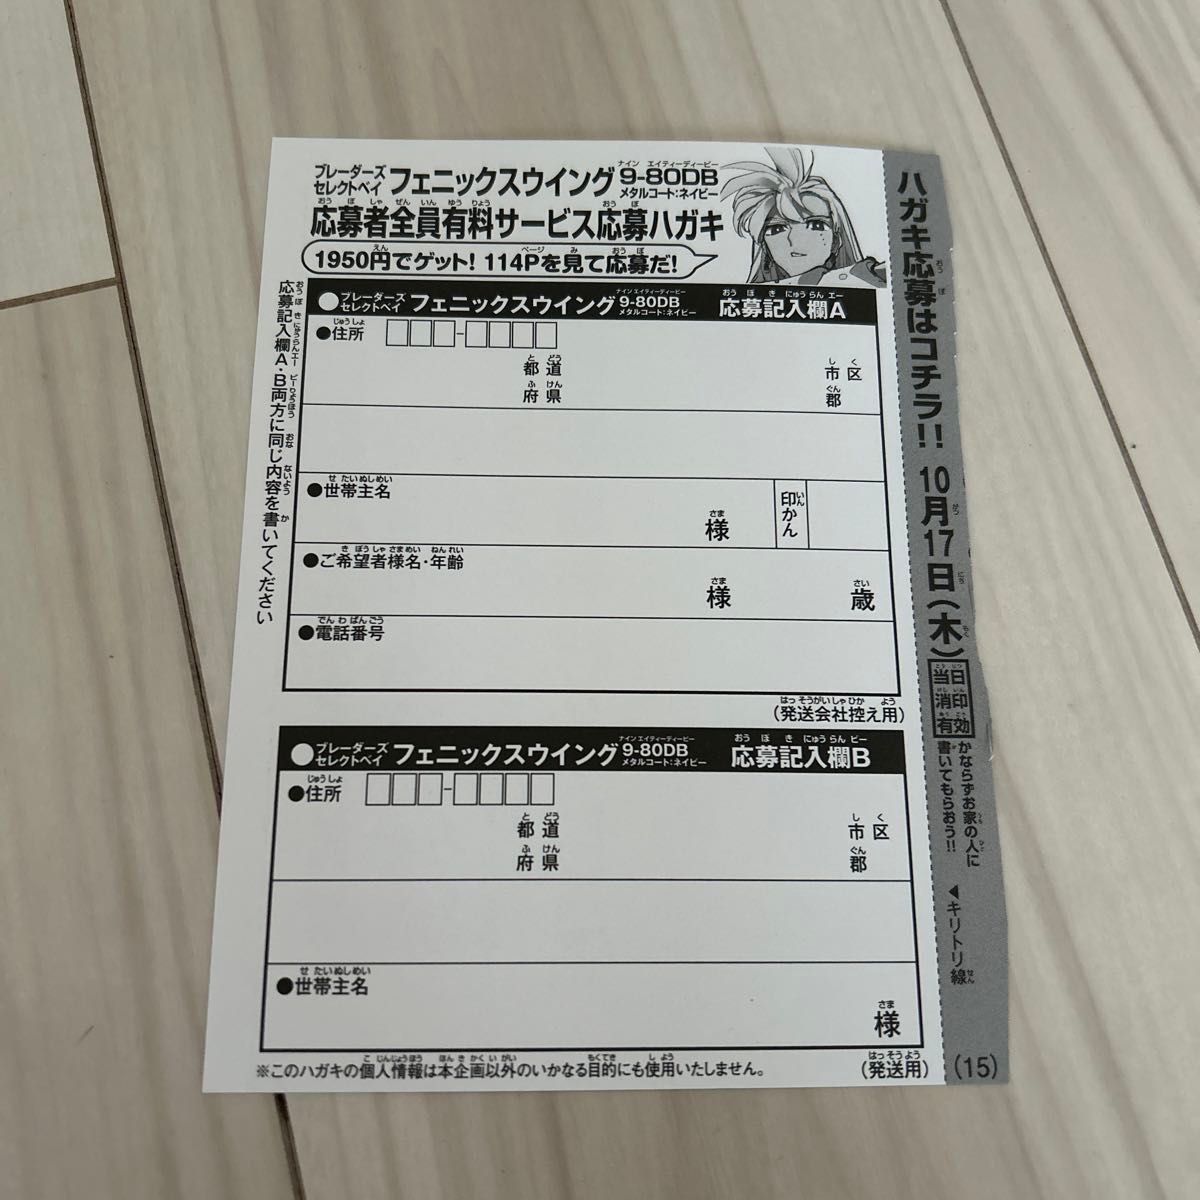 ブレーダーズセレクトベイ フェニックスウイング 9-80DB メタルコート:ネイビー
応募者全員有料サービス応募ハガキ
1950円でゲット! 114Pを見て応募だ!
応募記入欄A・B両方に同じ内容を書いてください
●ブレーダーズセレクトベイ フェニックスウイング 9-80DB メタルコート:ネイビー 応募記入欄A
●住所 -
都道 市区
府県 郡
●世帯主名 様 印かん
●ご希望者様名・年齢 様 歳
●電話番号
(発送会社控え用)
●ブレーダーズセレクトベイ フェニックスウイング 9-80DB メタルコート:ネイビー 応募記入欄B
●住所 -
都道 市区
府県 郡
●世帯主名
様
※このハガキの個人情報は本企画以外のいかなる目的にも使用いたしません。 (発送用)
ハガキ応募はコチラ!! 10月17日(木) 当日消印有効
かならずお家の人に
書いてもらおう!!
◀キリトリ線
(15)